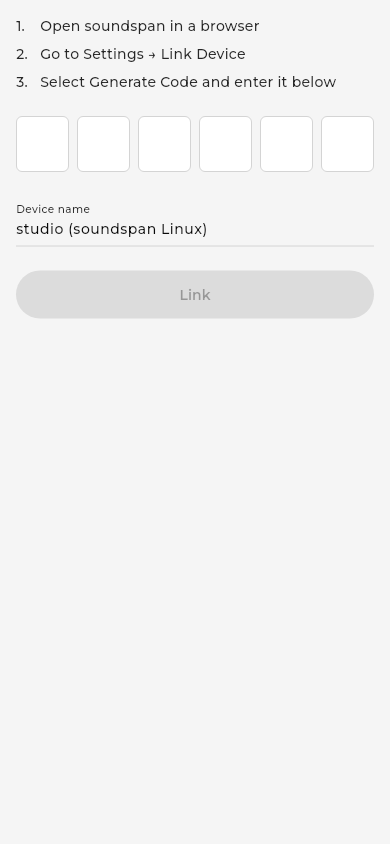 1. Open soundspan in a browser
2. Go to Settings → Link Device
3. Select Generate Code and enter it below
Device name
studio (soundspan Linux)
Link